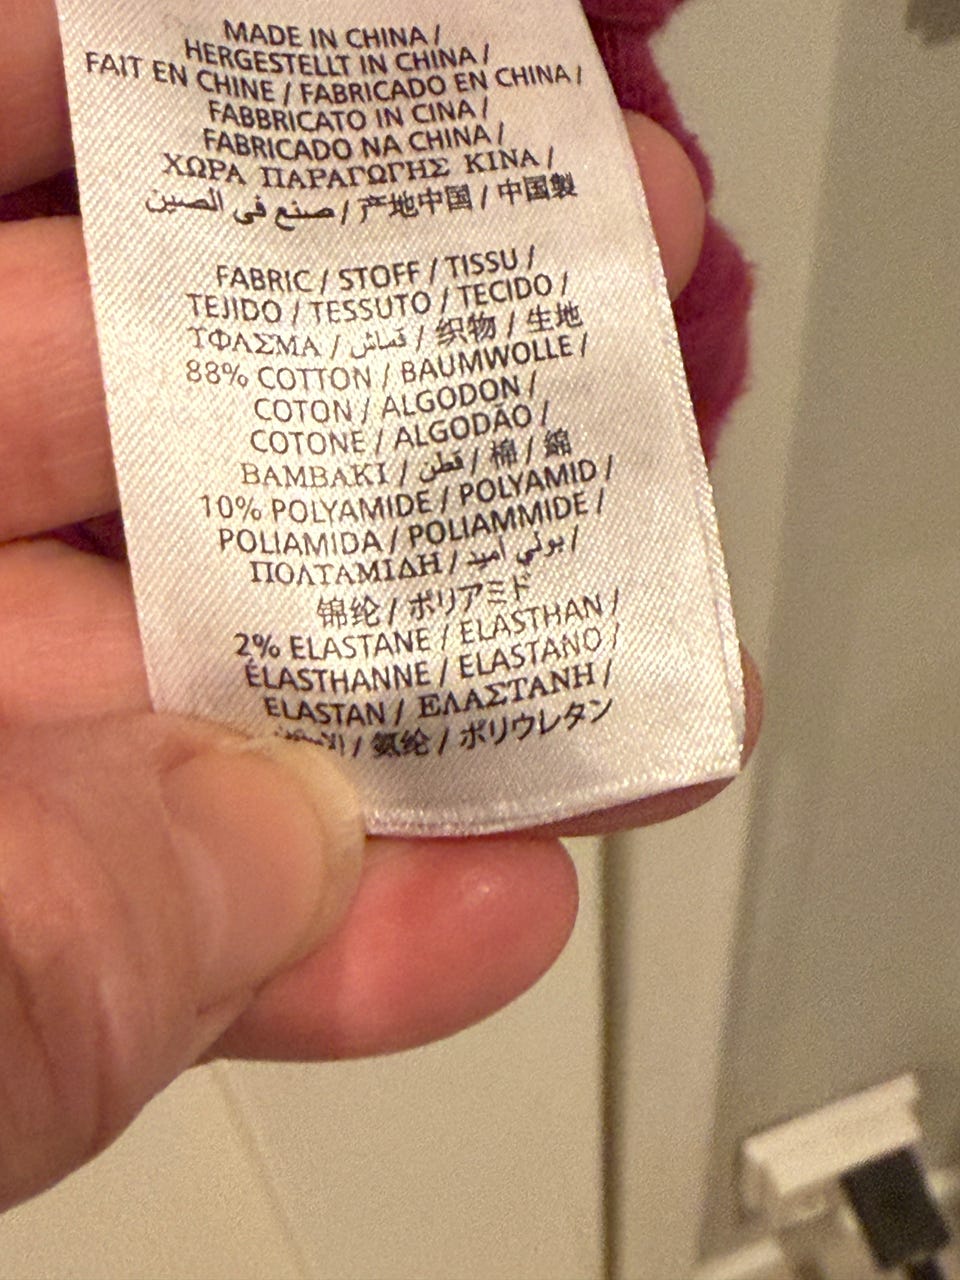 MADE IN CHINA /
HERGESTELLT IN CHINA /
FAIT EN CHINE / FABRICADO EN CHINA /
FABBRICATO IN CINA /
FABRICADO NA CHINA /
ΧΩΡΑ ΠΑΡΑΓΩΓΗΣ ΚΙΝΑ /
صنع في الصين / 产地中国 / 中国製
FABRIC / STOFF / TISSU /
TEJIDO / TESSUTO / TECIDO /
ΥΦΑΣΜΑ / قماش / 织物 / 生地
88% COTTON / BAUMWOLLE /
COTON / ALGODON /
COTONE / ALGODÃO /
ΒΑΜΒΑΚΙ / قطن / 棉 / 綿
10% POLYAMIDE / POLYAMID /
POLIAMIDA / POLIAMMIDE /
ΠΟΛΤΑΜΙΔΗ / بولي اميد /
锦纶 / ポリアミド
2% ELASTANE / ELASTHAN /
ÉLASTHANNE / ELASTANO /
ELASTAN / ΕΛΑΣΤΑΝΗ /
/ 氨纶 / ポリウレタン